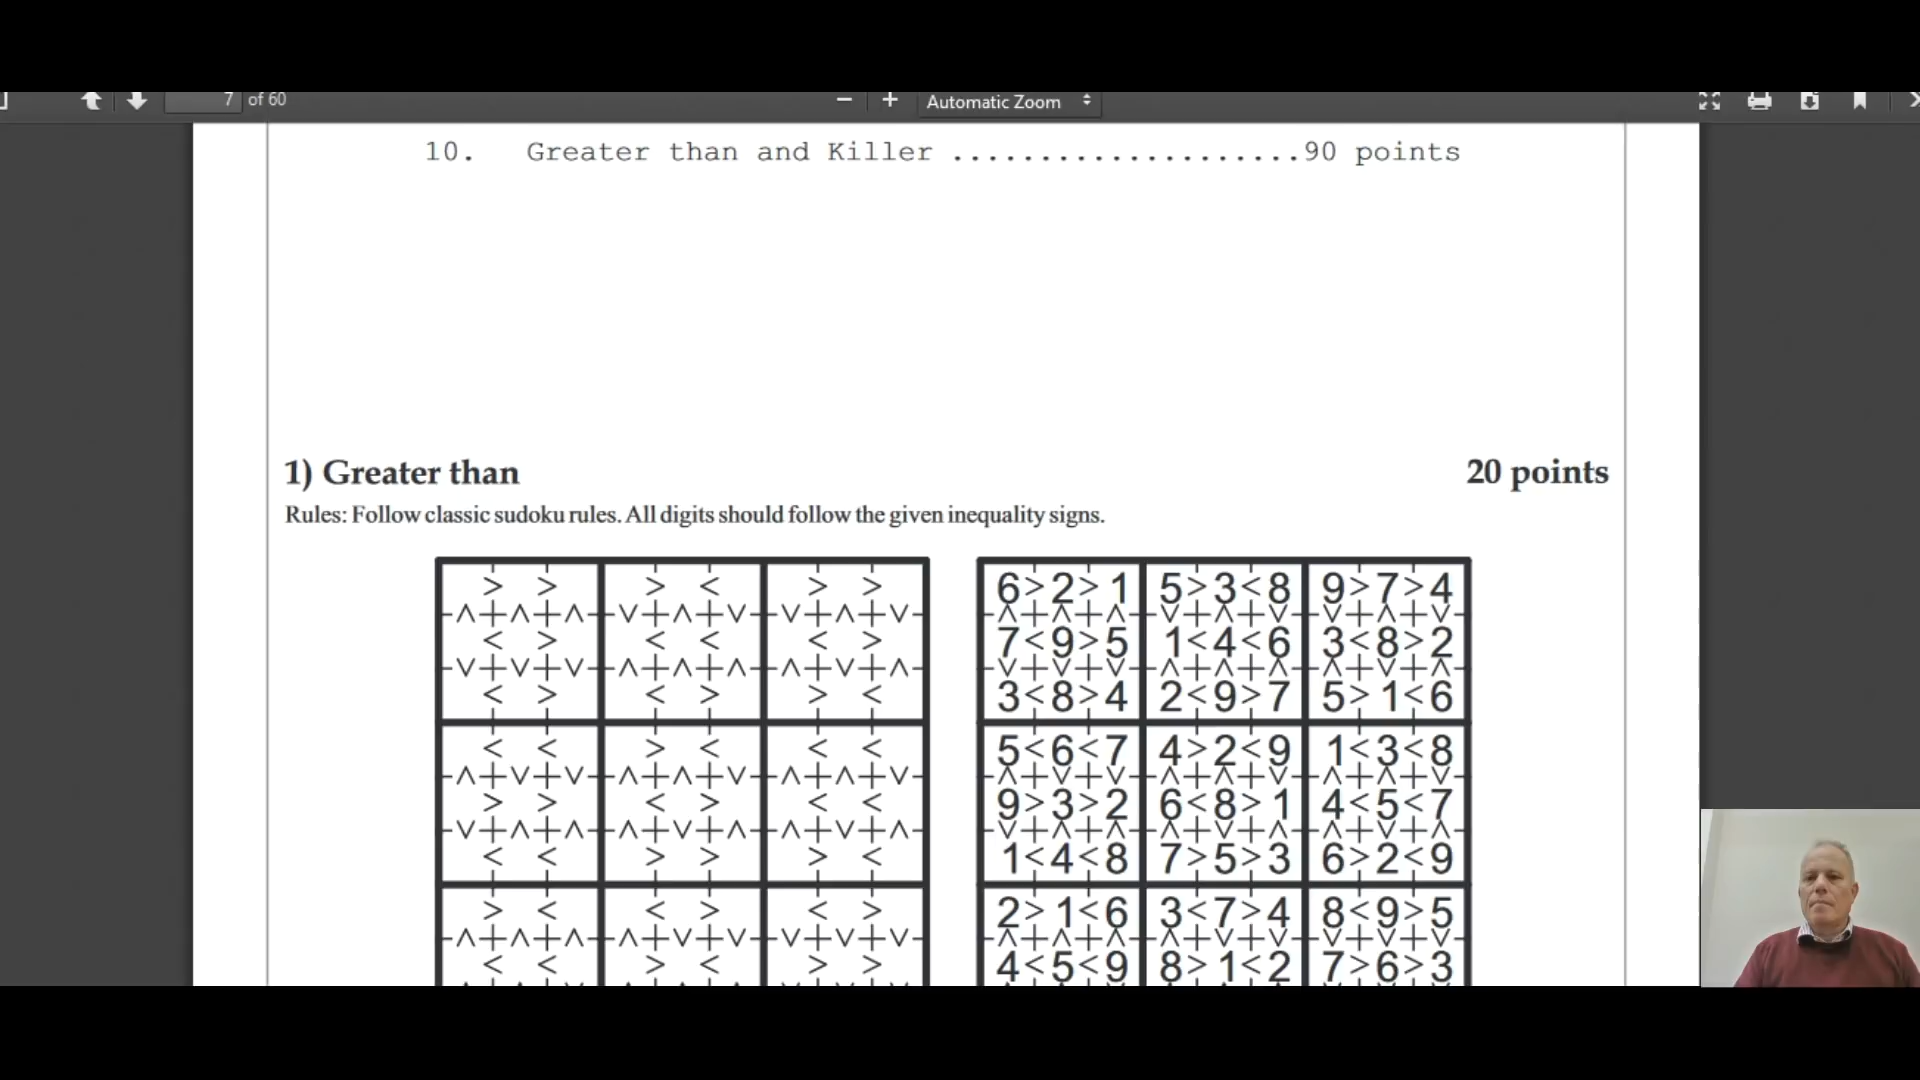 7 of 60
Automatic Zoom
10. Greater than and Killer ...................90 points
1) Greater than
20 points
Rules: Follow classic sudoku rules. All digits should follow the given inequality signs.
> > > < > >
^ ^ ^ v ^ v v ^ v
< > < < < >
v v v ^ ^ ^ ^ v ^
< > < > > <
< < > < < <
^ v v ^ ^ v ^ ^ v
> > < > < <
v ^ ^ ^ v ^ ^ v ^
< < > > > <
> < < > < >
^ ^ ^ ^ v v v v v
< < > < > >
6>2>1 5>3<8 9>7>4
^ ^ ^ v ^ v v ^ v
7<9>5 1<4<6 3<8>2
v v v ^ ^ ^ ^ v ^
3<8>4 2<9>7 5>1<6
5<6<7 4>2<9 1<3<8
^ v v ^ ^ v ^ ^ v
9>3>2 6<8>1 4<5<7
v ^ ^ ^ v ^ ^ v ^
1<4<8 7>5>3 6>2<9
2>1<6 3<7>4 8<9>5
^ ^ ^ ^ v v v v v
4<5<9 8>1<2 7>6>3